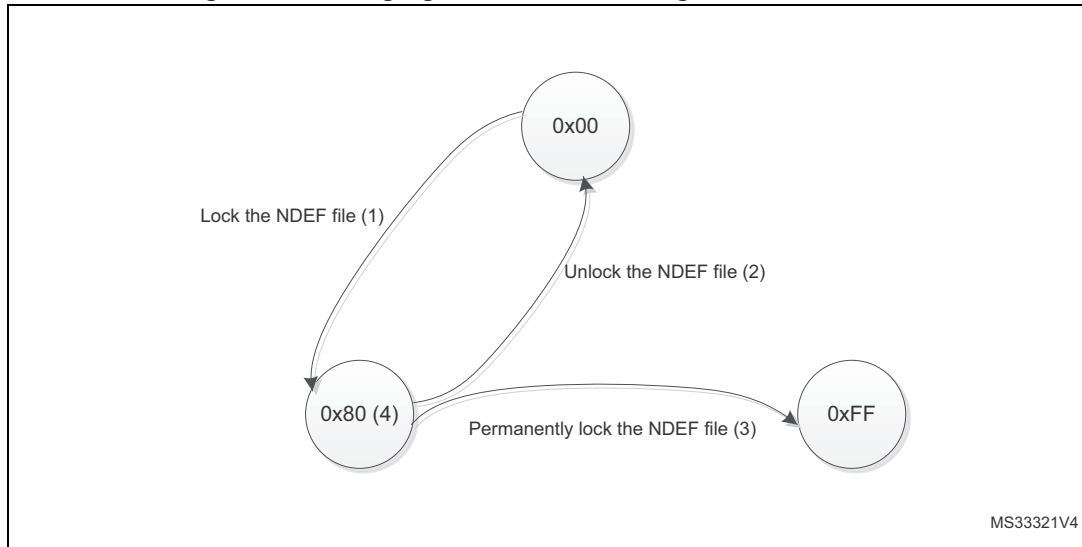 0x00
Lock the NDEF file (1)
Unlock the NDEF file (2)
0x80 (4)
Permanently lock the NDEF file (3)
0xFF
MS33321V4